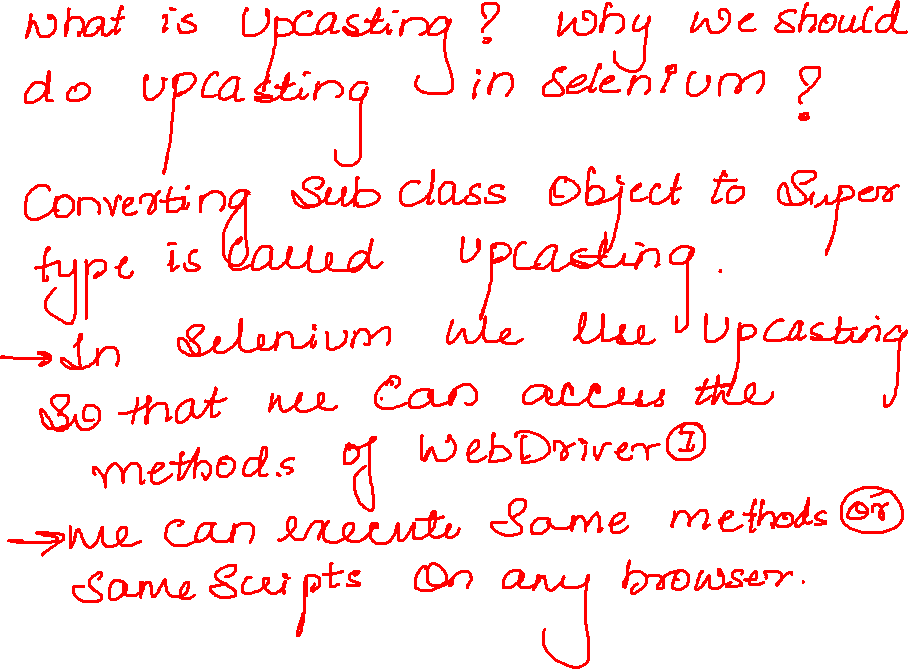 What is Upcasting? Why we should
do upcasting in Selenium?
Converting Sub class Object to Super
type is called upcasting.
→ In Selenium we use Upcasting
So that we can access the
methods of WebDriver Ⓘ
→ we can execute Same methods or
Same Scripts On any browser.